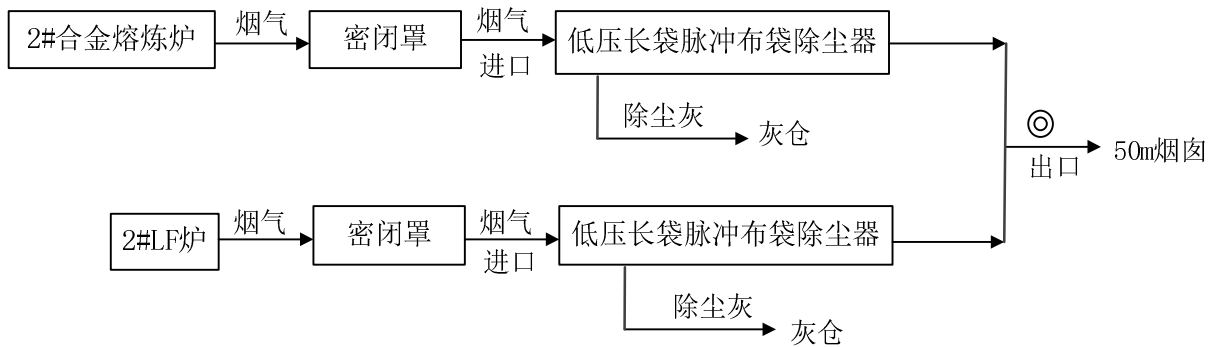 2#合金熔炼炉
烟气
密闭罩
烟气
进口
低压长袋脉冲布袋除尘器
除尘灰
灰仓
◎
出口
50m烟囱
2#LF炉
烟气
密闭罩
烟气
进口
低压长袋脉冲布袋除尘器
除尘灰
灰仓